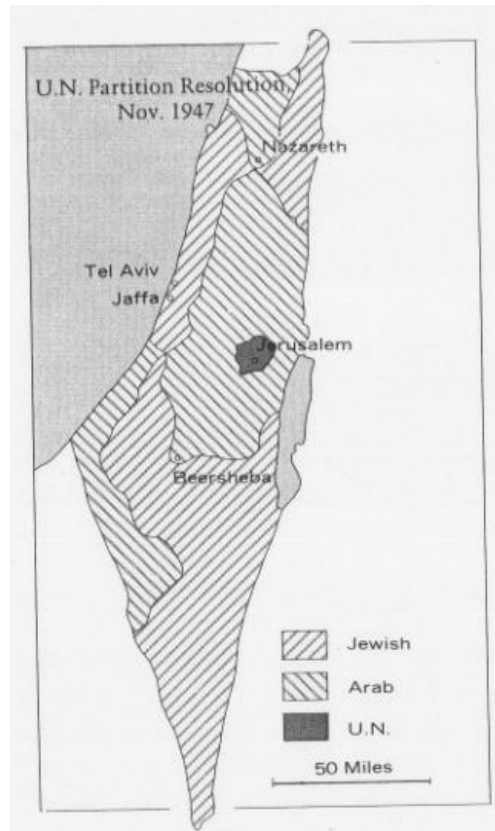 U.N. Partition Resolution,
Nov. 1947
Nazareth
Tel Aviv
Jaffa
Jerusalem
Beersheba
Jewish
Arab
U.N.
50 Miles